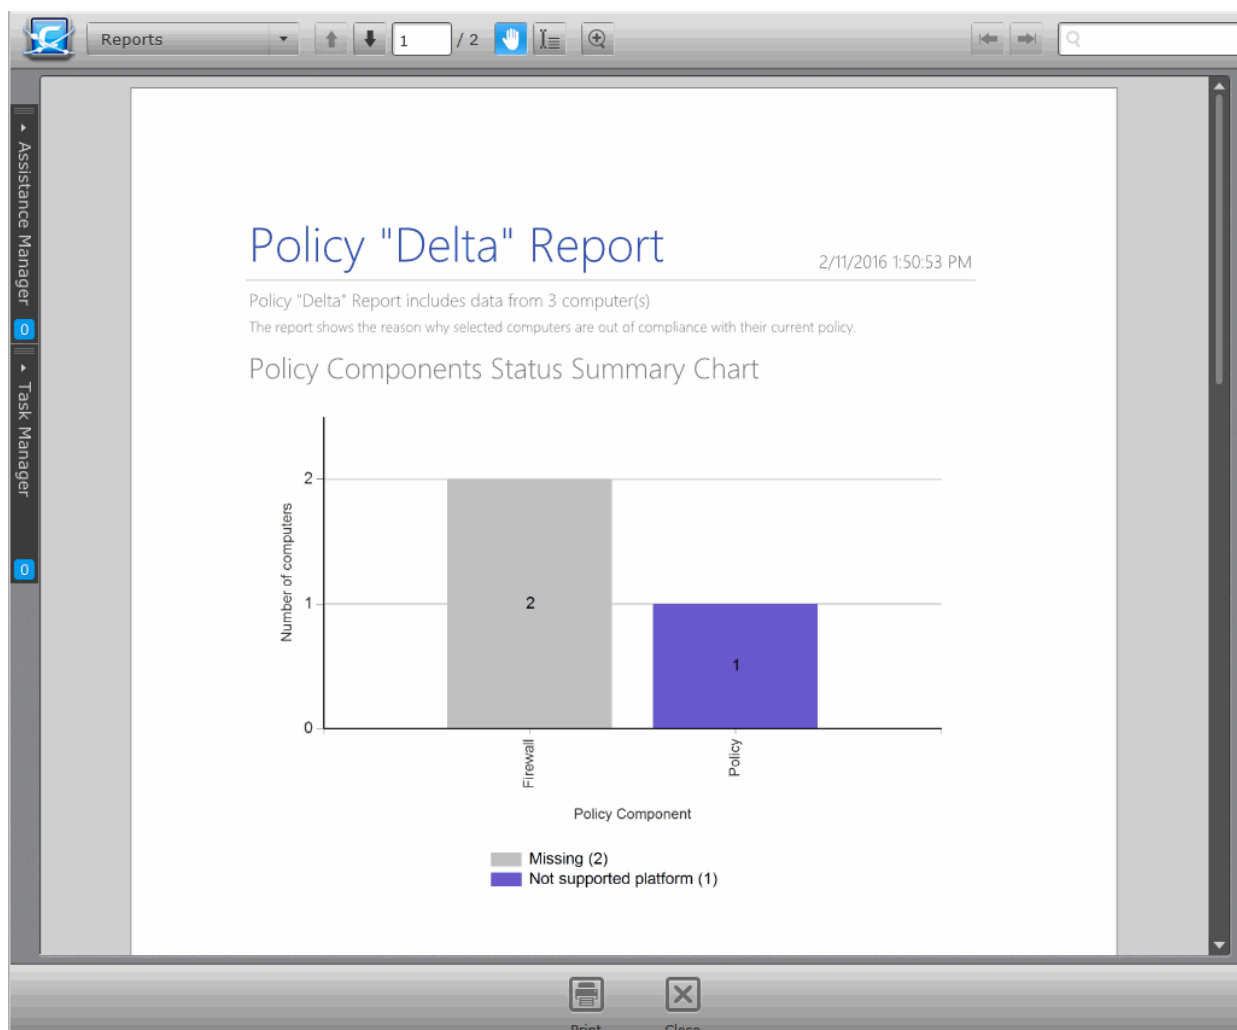 Reports
1
/ 2
Assistance Manager
0
Task Manager
0
Policy "Delta" Report
2/11/2016 1:50:53 PM
Policy "Delta" Report includes data from 3 computer(s)
The report shows the reason why selected computers are out of compliance with their current policy.
Policy Components Status Summary Chart
Number of computers
2
1
0
2
1
Firewall
Policy
Policy Component
Missing (2)
Not supported platform (1)
Print
Close